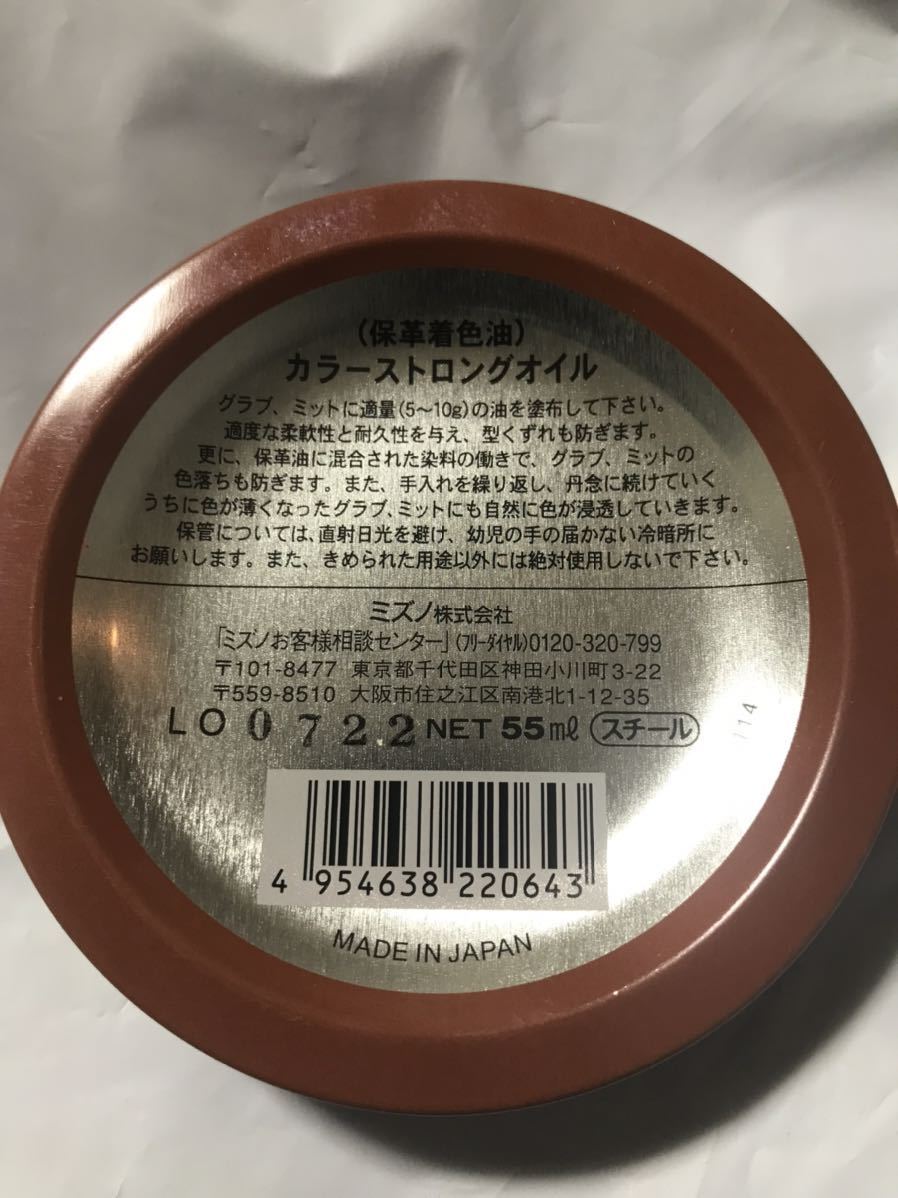 （保革着色油）
カラーストロングオイル
グラブ、ミットに適量(5〜10g)の油を塗布して下さい。
適度な柔軟性と耐久性を与え、型くずれも防ぎます。
更に、保革油に混合された染料の働きで、グラブ、ミットの
色落ちも防ぎます。また、手入れを繰り返し、丹念に続けていく
うちに色が薄くなったグラブ、ミットにも自然に色が浸透していきます。
保管については、直射日光を避け、幼児の手の届かない冷暗所に
お願いします。また、きめられた用途以外には絶対使用しないで下さい。
ミズノ株式会社
「ミズノお客様相談センター」(フリーダイヤル)0120-320-799
〒101-8477 東京都千代田区神田小川町3-22
〒559-8510 大阪市住之江区南港北1-12-35
LO 0722 NET 55ml スチール
114
4 954638 220643
MADE IN JAPAN